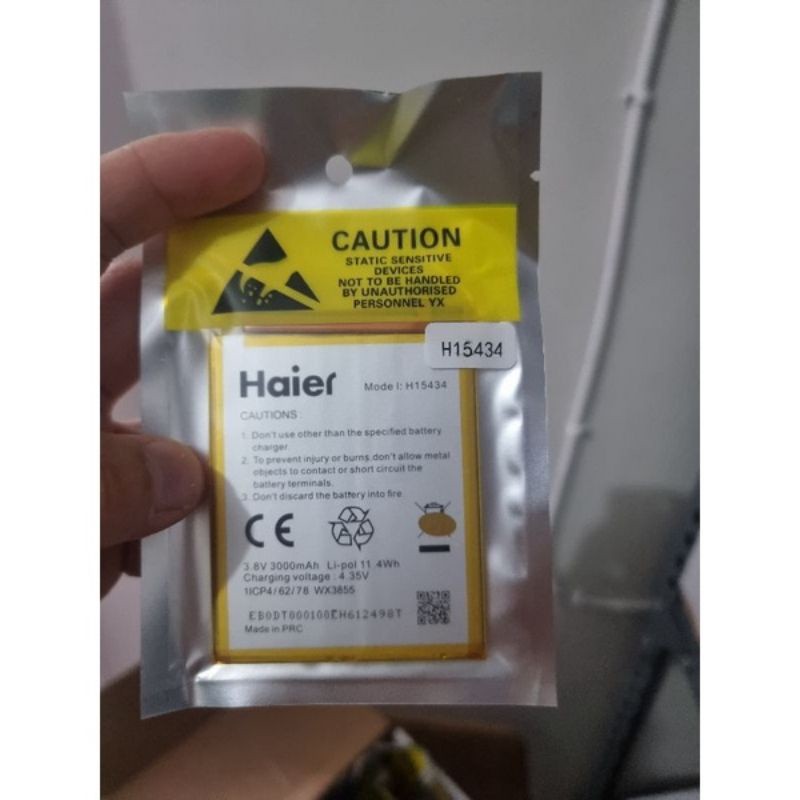 CAUTION
STATIC SENSITIVE
DEVICES
NOT TO BE HANDLED
BY UNAUTHORISED
PERSONNEL YX
H15434
Haier Model: H15434
CAUTIONS :
1. Don't use other than the specified battery
charger.
2. To prevent injury or burns,don't allow metal
objects to contact or short circuit the
battery terminals.
3. Don't discard the battery into fire
CE
3.8V 3000mAh Li-pol 11.4Wh
Charging voltage : 4.35V
1ICP4/62/78 WX3855
EB0DT000100EH612498T
Made in PRC